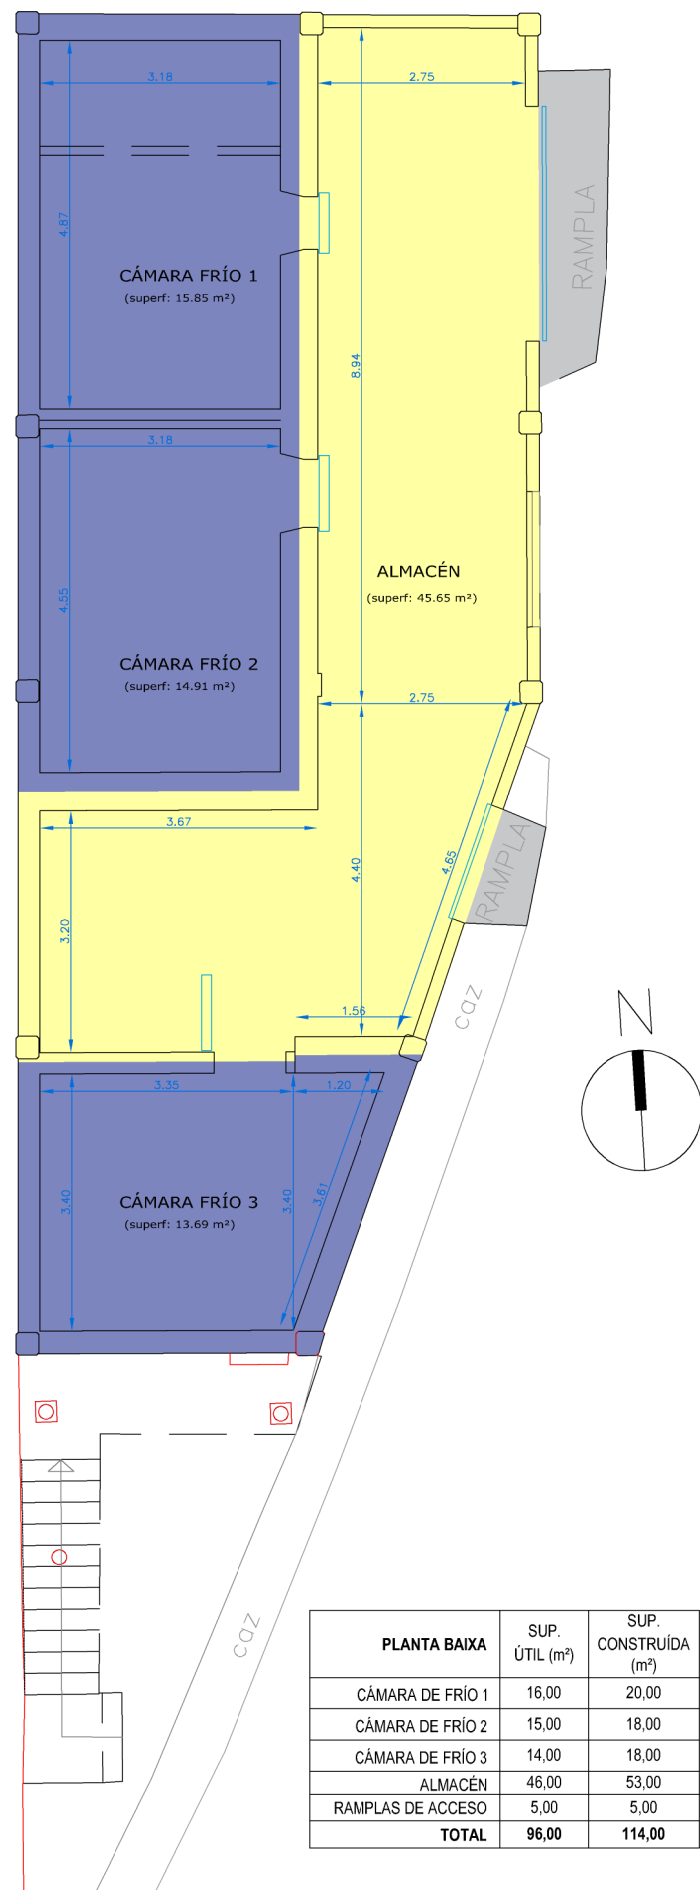 3.18
2.75
4.87
RAMPLA
CÁMARA FRÍO 1
(superf: 15.85 m²)
8.94
3.18
4.55
ALMACÉN
(superf: 45.65 m²)
CÁMARA FRÍO 2
(superf: 14.91 m²)
2.75
3.67
4.40
4.65
RAMPLA
3.20
1.56
caz
N
3.35
1.20
3.40
3.40
3.61
CÁMARA FRÍO 3
(superf: 13.69 m²)
caz
PLANTA BAIXA SUP. ÚTIL (m²) SUP. CONSTRUÍDA (m²)
CÁMARA DE FRÍO 1 16,00 20,00
CÁMARA DE FRÍO 2 15,00 18,00
CÁMARA DE FRÍO 3 14,00 18,00
ALMACÉN 46,00 53,00
RAMPLAS DE ACCESO 5,00 5,00
TOTAL 96,00 114,00